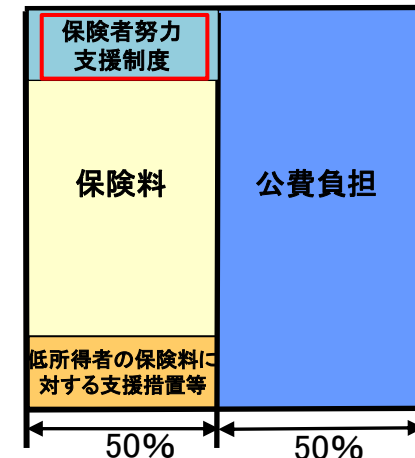 保険者努力
支援制度
保険料
公費負担
低所得者の保険料に
対する支援措置等
50%
50%